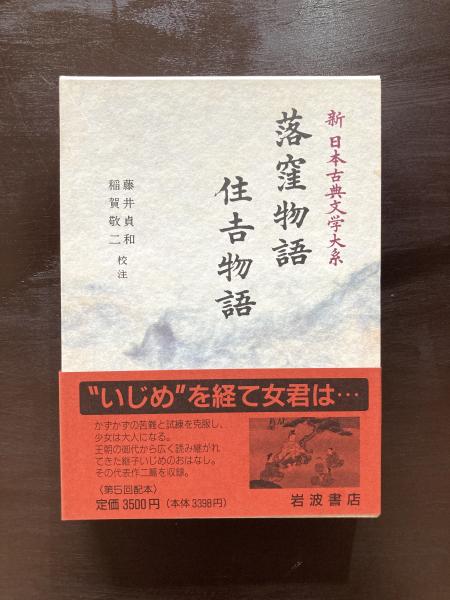 新 日本古典文学大系
落窪物語
住吉物語
藤井貞和
稲賀敬二 校注
"いじめ"を経て女君は…
かずかずの苦難と試練を克服し、
少女は大人になる。
王朝の御代から広く読み継がれ
てきた継子いじめのおはなし。
その代表作二篇を収録。
〈第5回配本〉
定価3500円(本体3398円)
岩波書店